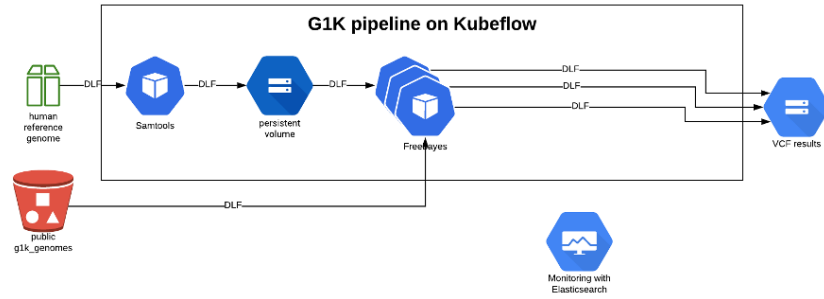 G1K pipeline on Kubeflow
DLF
DLF
DLF
DLF
DLF
DLF
human
reference
genome
Samtools
persistent
volume
FreeBayes
VCF results
DLF
public
g1k_genomes
Monitoring with
Elasticsearch